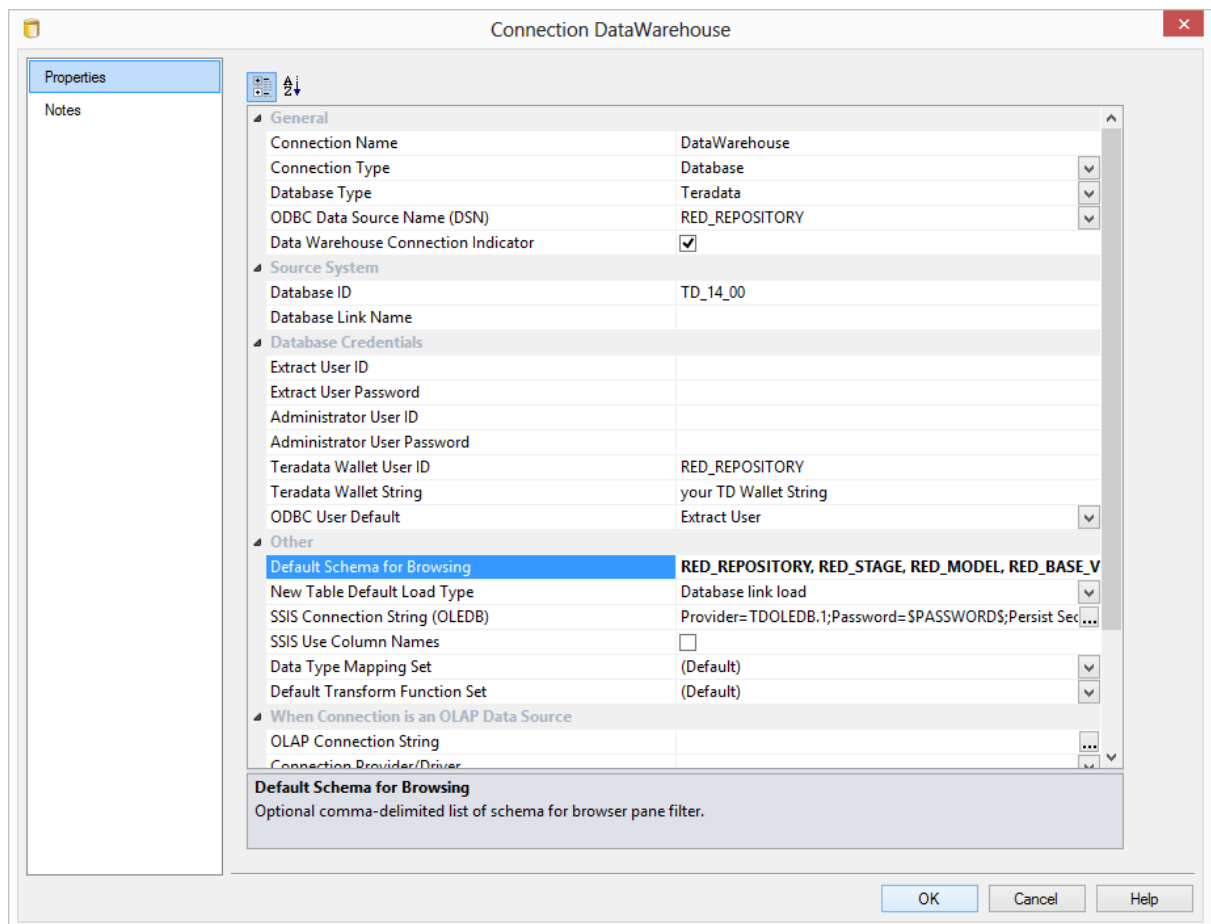 Connection DataWarehouse
Properties
Notes
General
Connection Name DataWarehouse
Connection Type Database
Database Type Teradata
ODBC Data Source Name (DSN) RED_REPOSITORY
Data Warehouse Connection Indicator
Source System
Database ID TD_14_00
Database Link Name
Database Credentials
Extract User ID
Extract User Password
Administrator User ID
Administrator User Password
Teradata Wallet User ID RED_REPOSITORY
Teradata Wallet String your TD Wallet String
ODBC User Default Extract User
Other
Default Schema for Browsing RED_REPOSITORY, RED_STAGE, RED_MODEL, RED_BASE_V
New Table Default Load Type Database link load
SSIS Connection String (OLEDB) Provider=TDOLEDB.1;Password=$PASSWORD$;Persist Sec...
SSIS Use Column Names
Data Type Mapping Set (Default)
Default Transform Function Set (Default)
When Connection is an OLAP Data Source
OLAP Connection String ...
Connection Provider/Driver
Default Schema for Browsing
Optional comma-delimited list of schema for browser pane filter.
OK Cancel Help